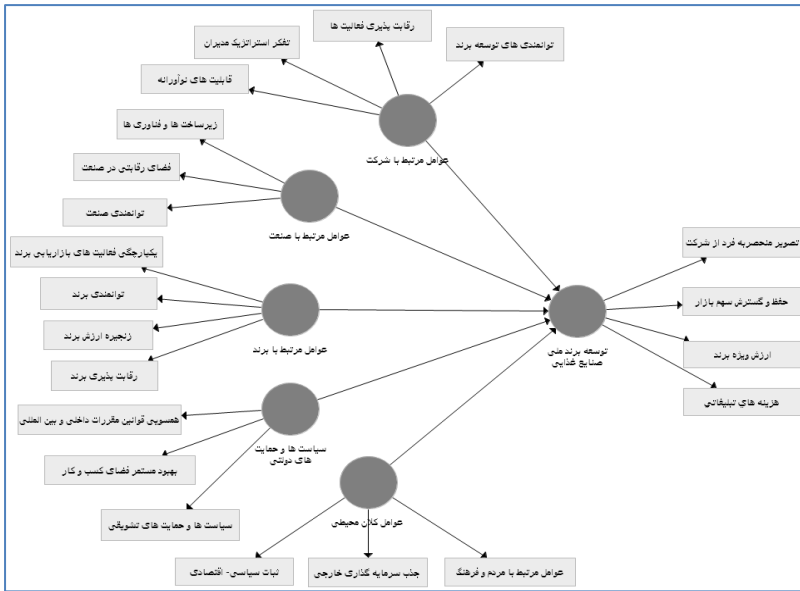 رقابت پذیری فعالیت ها
تفکر استراتژیک مدیران
توانمندی های توسعه برند
قابلیت های نوآورانه
زیرساخت ها و فناوری ها
عوامل مرتبط با شرکت
فضای رقابتی در صنعت
توانمندی صنعت
عوامل مرتبط با صنعت
تصویر منحصربه فرد از شرکت
یکپارچگی فعالیت های بازاریابی برند
توانمندی برند
حفظ و گسترش سهم بازار
زنجیره ارزش برند
عوامل مرتبط با برند
توسعه برند ملی
صنایع غذایی
ارزش ویژه برند
رقابت پذیری برند
هزینه های تبلیغاتی
همسویی قوانین مقررات داخلی و بین المللی
سیاست ها و حمایت
های دولتی
بهبود مستمر فضای کسب و کار
سیاست ها و حمایت های تشویقی
عوامل کلان محیطی
ثبات سیاسی- اقتصادی
جذب سرمایه گذاری خارجی
عوامل مرتبط با مردم و فرهنگ